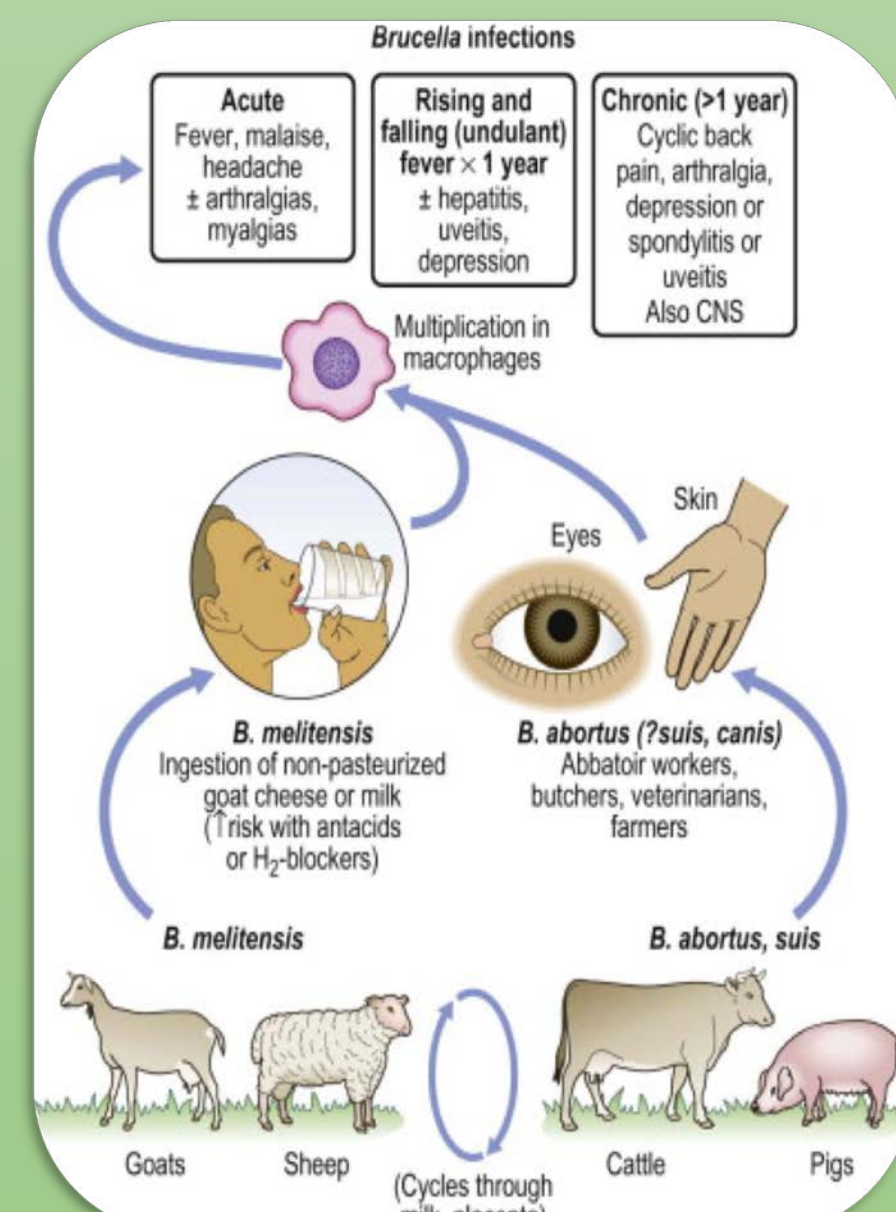 Brucella infections
Acute
Fever, malaise,
headache
± arthralgias,
myalgias
Rising and
falling (undulant)
fever × 1 year
± hepatitis,
uveitis,
depression
Chronic (>1 year)
Cyclic back
pain, arthralgia,
depression or
spondylitis or
uveitis
Also CNS
Multiplication in
macrophages
Skin
Eyes
B. melitensis
Ingestion of non-pasteurized
goat cheese or milk
(↑risk with antacids
or H₂-blockers)
B. abortus (?suis, canis)
Abbatoir workers,
butchers, veterinarians,
farmers
B. melitensis
B. abortus, suis
Goats
Sheep
Cattle
Pigs
(Cycles through
milk, placenta)